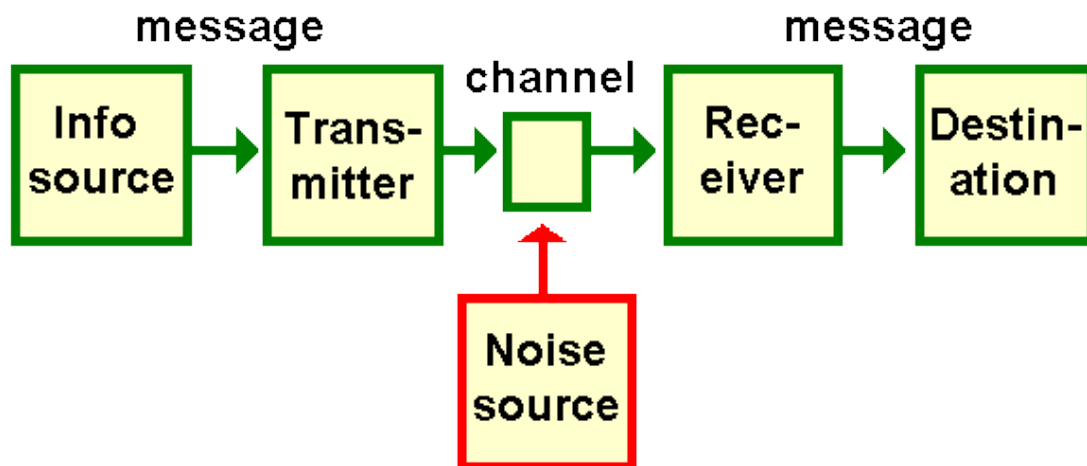 message
message
channel
Info
source
Trans-
mitter
Rec-
eiver
Destin-
ation
Noise
source